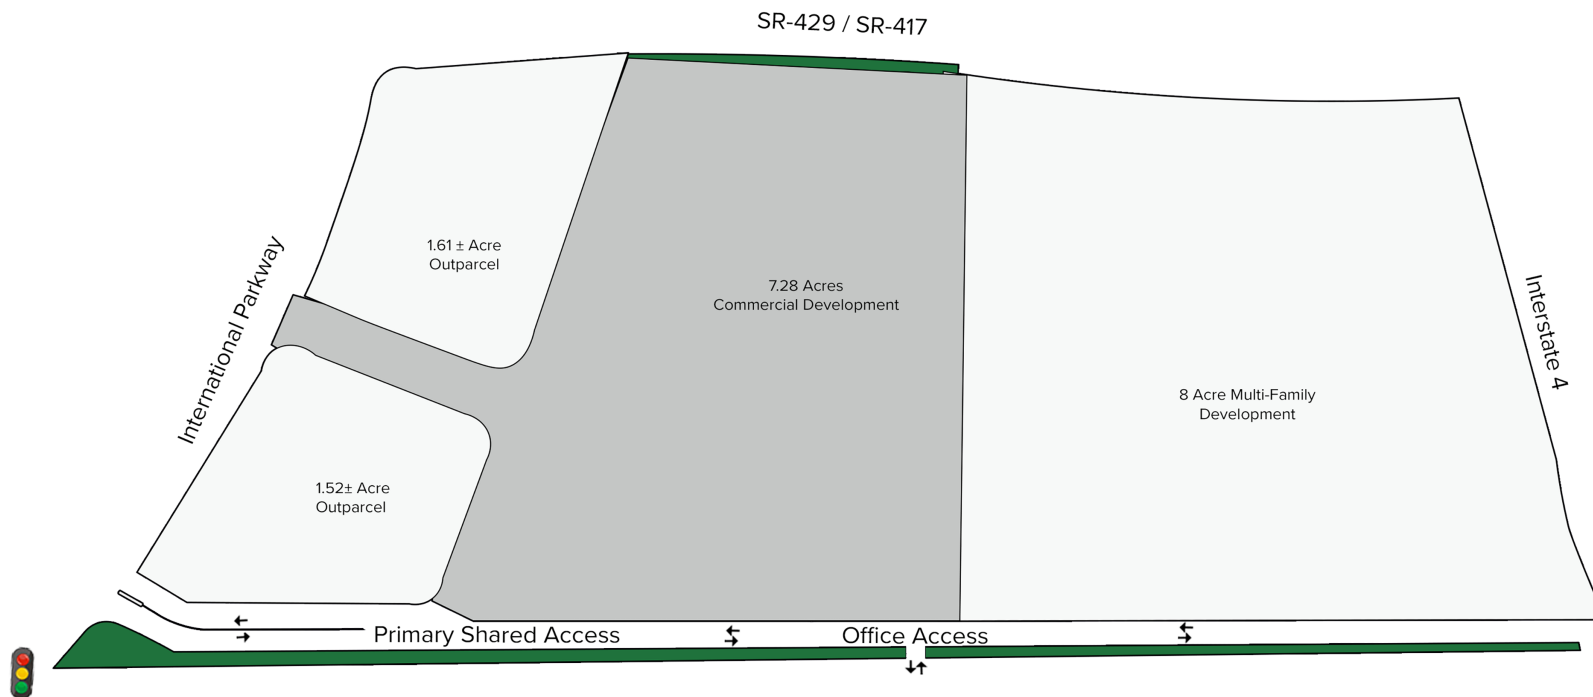 SR-429 / SR-417
1.61 ± Acre
Outparcel
International Parkway
7.28 Acres
Commercial Development
Interstate 4
8 Acre Multi-Family
Development
1.52± Acre
Outparcel
Primary Shared Access
Office Access